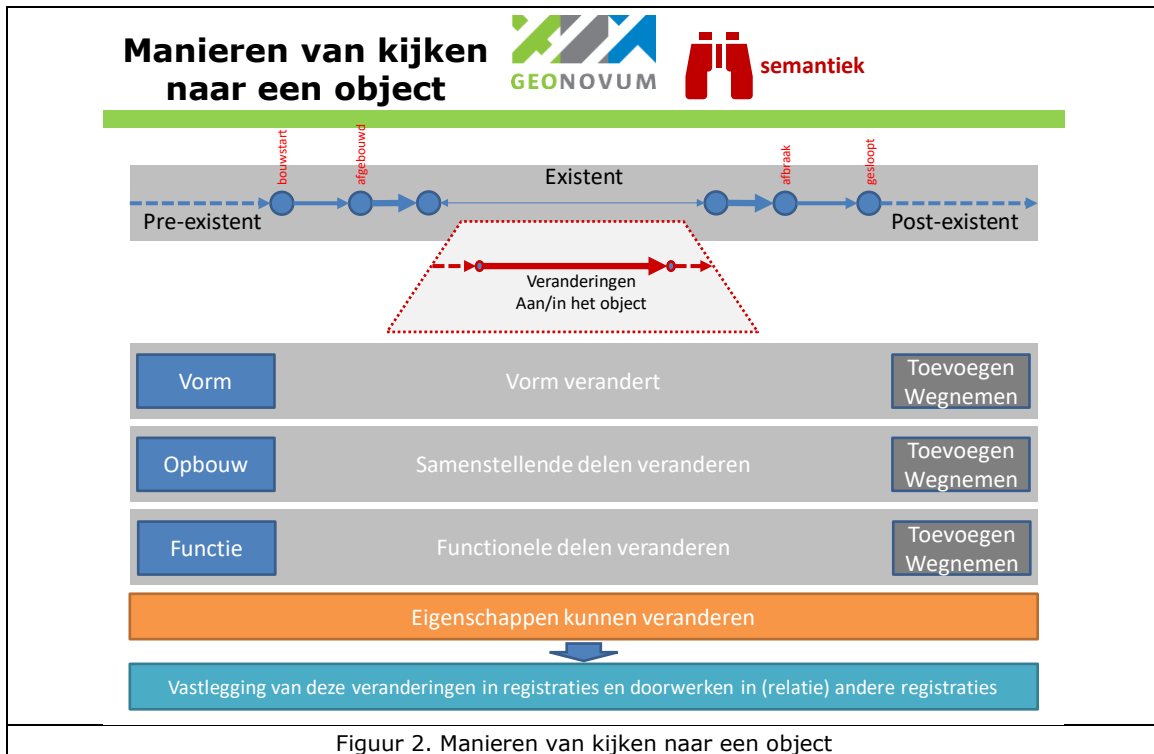 Manieren van kijken
naar een object
GEONOVUM
semantiek
bouwstart
afgebouwd
Existent
afbraak
gesloopt
Pre-existent
Post-existent
Veranderingen
Aan/in het object
Vorm
Vorm verandert
Toevoegen
Wegnemen
Opbouw
Samenstellende delen veranderen
Toevoegen
Wegnemen
Functie
Functionele delen veranderen
Toevoegen
Wegnemen
Eigenschappen kunnen veranderen
Vastlegging van deze veranderingen in registraties en doorwerken in (relatie) andere registraties
Figuur 2. Manieren van kijken naar een object